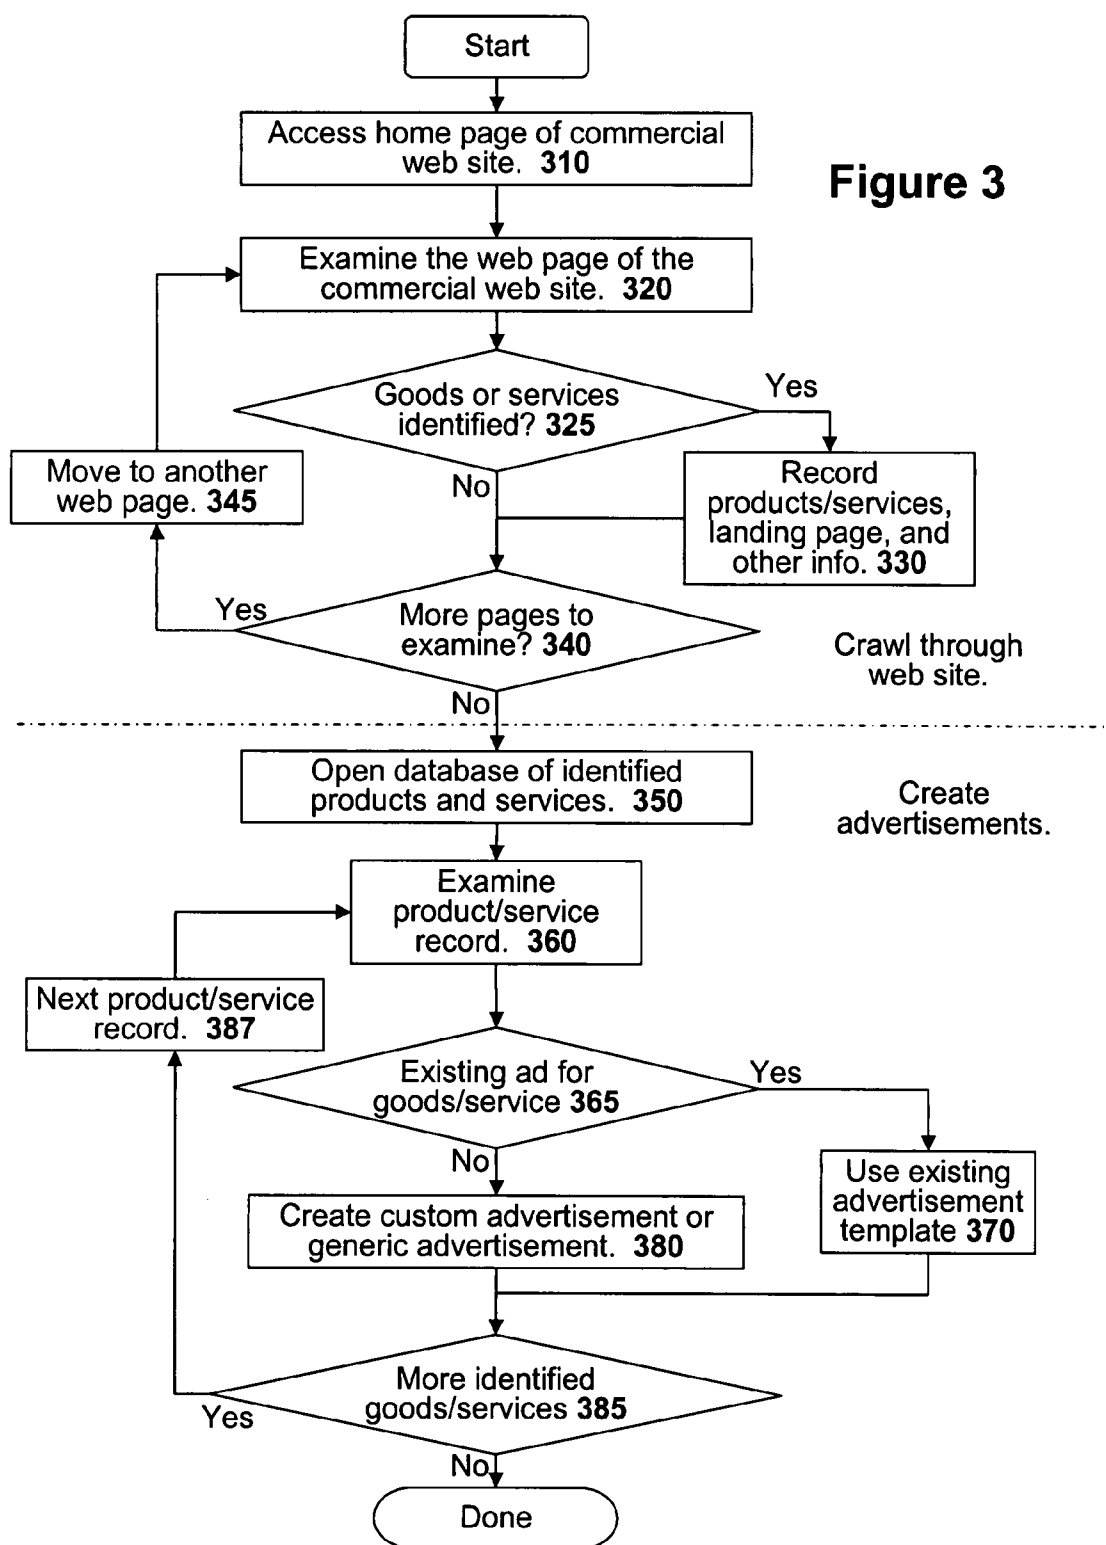 Start
Access home page of commercial
web site. 310
Figure 3
Examine the web page of the
commercial web site. 320
Goods or services
identified? 325
Yes
Move to another
web page. 345
No
Record
products/services,
landing page, and
other info. 330
Yes
More pages to
examine? 340
Crawl through
web site.
No
Open database of identified
products and services. 350
Create
advertisements.
Examine
product/service
record. 360
Next product/service
record. 387
Existing ad for
goods/service 365
Yes
No
Use existing
advertisement
template 370
Create custom advertisement or
generic advertisement. 380
More identified
goods/services 385
Yes
No
Done